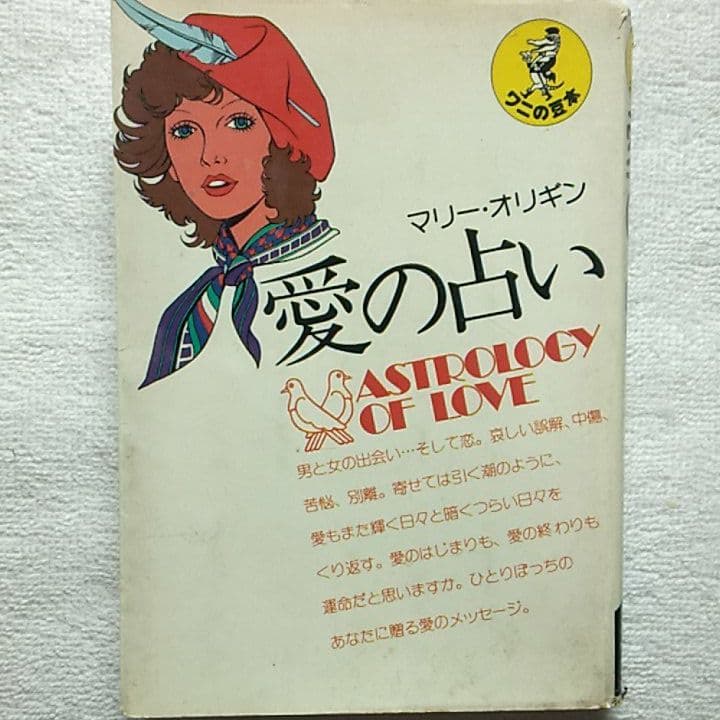 ワニの豆本
マリー・オリギン
愛の占い
ASTROLOGY
OF LOVE
男と女の出会い…そして恋。哀しい誤解、中傷、
苦悩、別離。寄せては引く潮のように、
愛もまた輝く日々と暗くつらい日々を
くり返す。愛のはじまりも、愛の終わりも
運命だと思いますか。ひとりぼっちの
あなたに贈る愛のメッセージ。